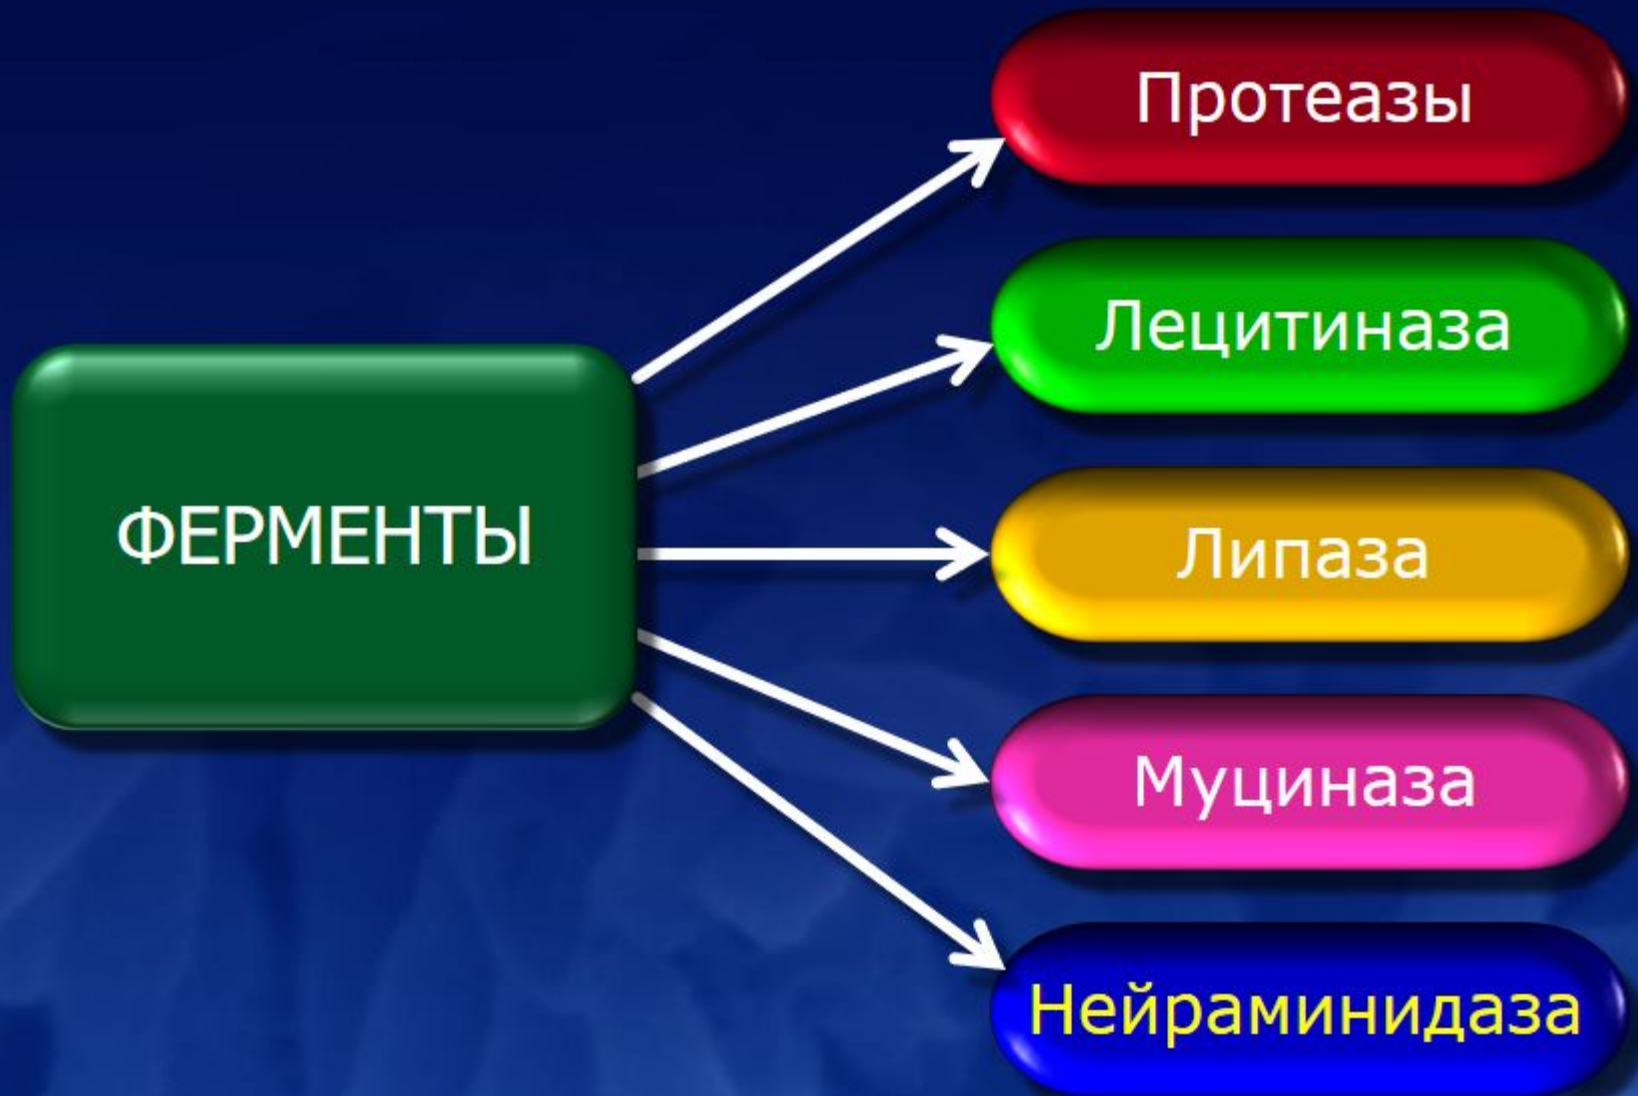 Протеазы
Лецитиназа
ФЕРМЕНТЫ
Липаза
Муциназа
Нейраминидаза